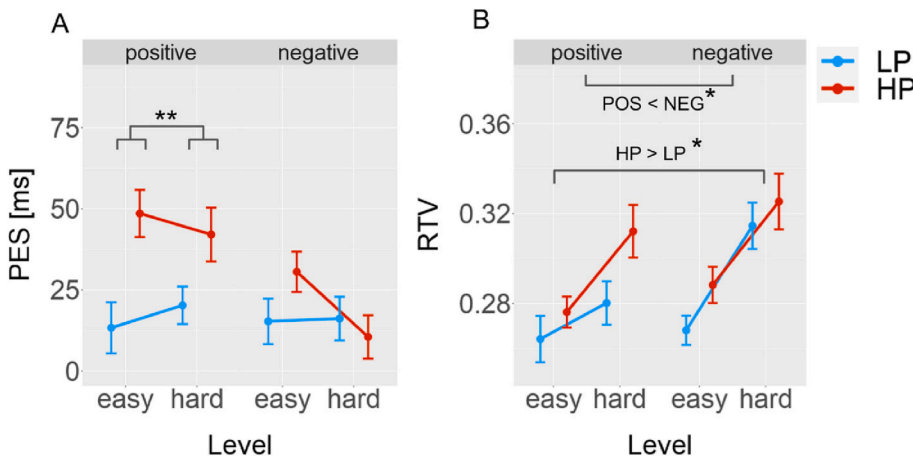 A
positive negative
**
PES [ms]
75
50
25
0
easy hard easy hard
Level
B
positive negative
POS < NEG*
HP > LP *
RTV
0.36
0.32
0.28
easy hard easy hard
Level
LP
HP